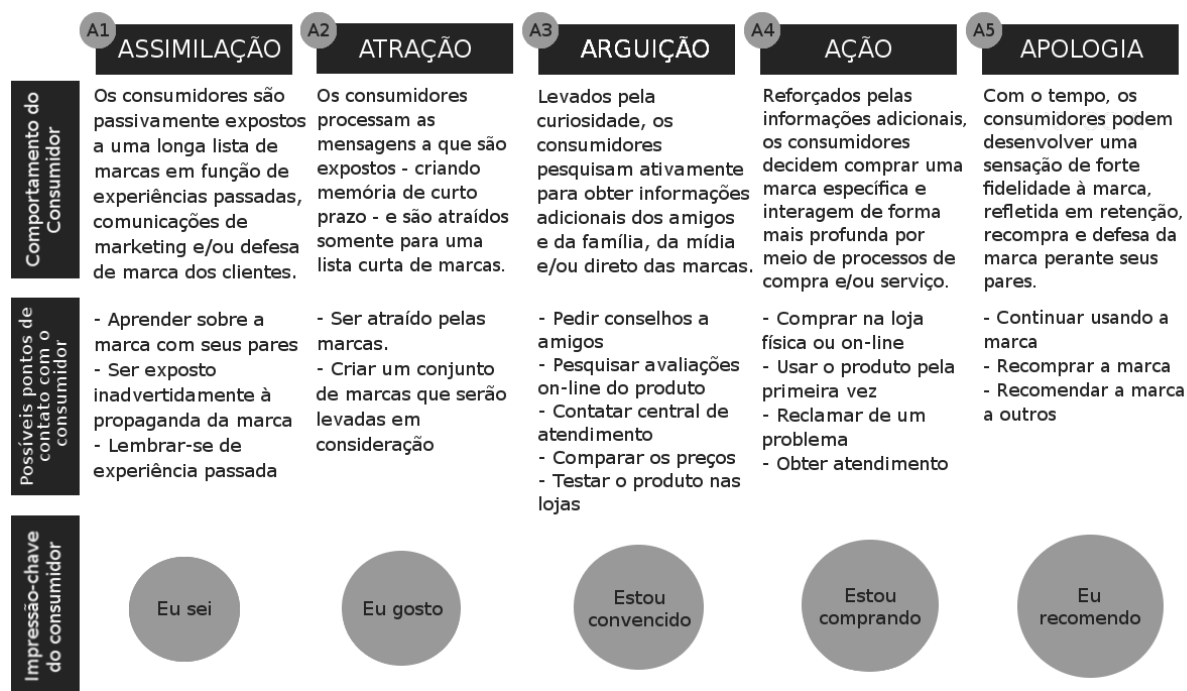 A1
ASSIMILAÇÃO
A2
ATRAÇÃO
A3
ARGUIÇÃO
A4
AÇÃO
A5
APOLOGIA
Comportamento do
Consumidor
Os consumidores são
passivamente expostos
a uma longa lista de
marcas em função de
experiências passadas,
comunicações de
marketing e/ou defesa
de marca dos clientes.
Os consumidores
processam as
mensagens a que são
expostos - criando
memória de curto
prazo - e são atraídos
somente para uma
lista curta de marcas.
Levados pela
curiosidade, os
consumidores
pesquisam ativamente
para obter informações
adicionais dos amigos
e da família, da mídia
e/ou direto das marcas.
Reforçados pelas
informações adicionais,
os consumidores
decidem comprar uma
marca específica e
interagem de forma
mais profunda por
meio de processos de
compra e/ou serviço.
Com o tempo, os
consumidores podem
desenvolver uma
sensação de forte
fidelidade à marca,
refletida em retenção,
recompra e defesa da
marca perante seus
pares.
Possíveis pontos de
contato com o
consumidor
- Aprender sobre a
marca com seus pares
- Ser exposto
inadvertidamente à
propaganda da marca
- Lembrar-se de
experiência passada
- Ser atraído pelas
marcas.
- Criar um conjunto
de marcas que serão
levadas em
consideração
- Pedir conselhos a
amigos
- Pesquisar avaliações
on-line do produto
- Contatar central de
atendimento
- Comparar os preços
- Testar o produto nas
lojas
- Comprar na loja
física ou on-line
- Usar o produto pela
primeira vez
- Reclamar de um
problema
- Obter atendimento
- Continuar usando a
marca
- Recomprar a marca
- Recomendar a marca
a outros
Impressão-chave
do consumidor
Eu sei
Eu gosto
Estou
convencido
Estou
comprando
Eu
recomendo